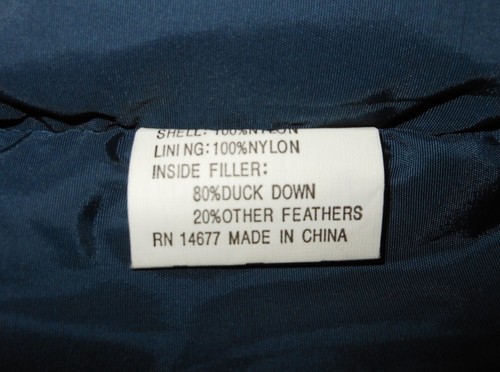 SHELL: 100%NYLON
LINING:100%NYLON
INSIDE FILLER:
80%DUCK DOWN
20%OTHER FEATHERS
RN 14677 MADE IN CHINA